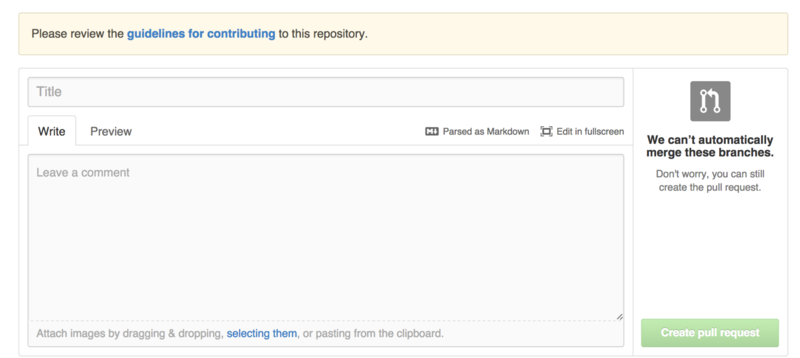 Please review the guidelines for contributing to this repository.
Title
Write Preview Parsed as Markdown Edit in fullscreen
Leave a comment
Attach images by dragging & dropping, selecting them, or pasting from the clipboard.
We can't automatically
merge these branches.
Don't worry, you can still
create the pull request.
Create pull request